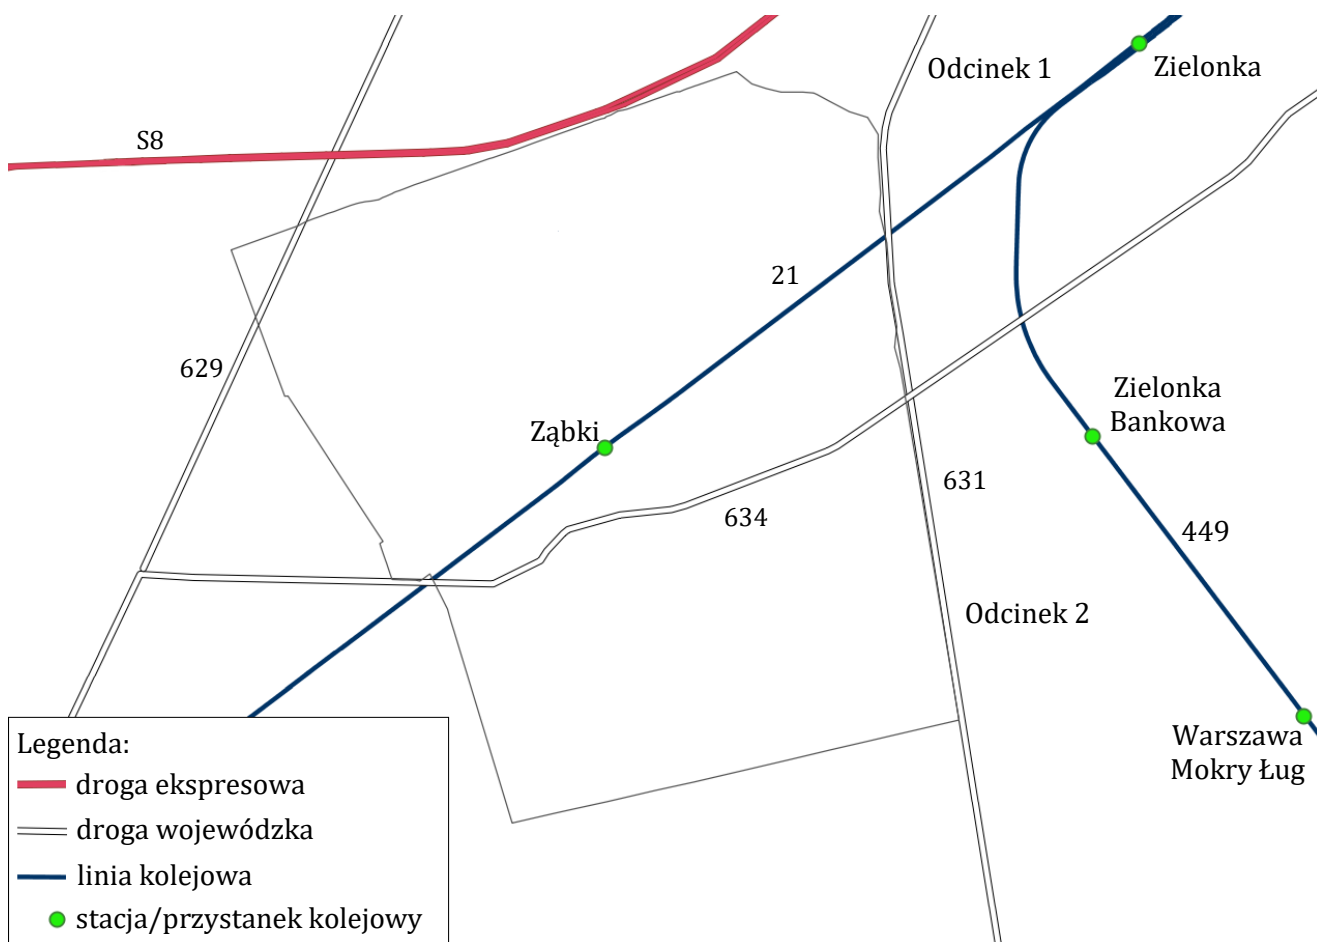 Odcinek 1
Zielonka
S8
21
629
Zielonka
Bankowa
Ząbki
631
634
449
Odcinek 2
Warszawa
Mokry Ług
Legenda:
droga ekspresowa
droga wojewódzka
linia kolejowa
stacja/przystanek kolejowy